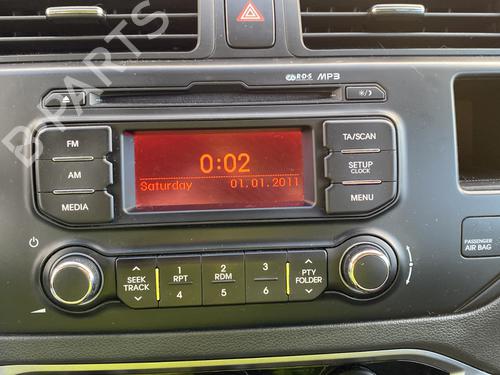 B-PARTS
RDS MP3
FM
AM
MEDIA
0:02
Saturday 01.01.2011
TA/SCAN
SETUP
CLOCK
MENU
PASSENGER
AIR BAG
SEEK
TRACK
1
RPT
4
2
RDM
5
3
6
PTY
FOLDER